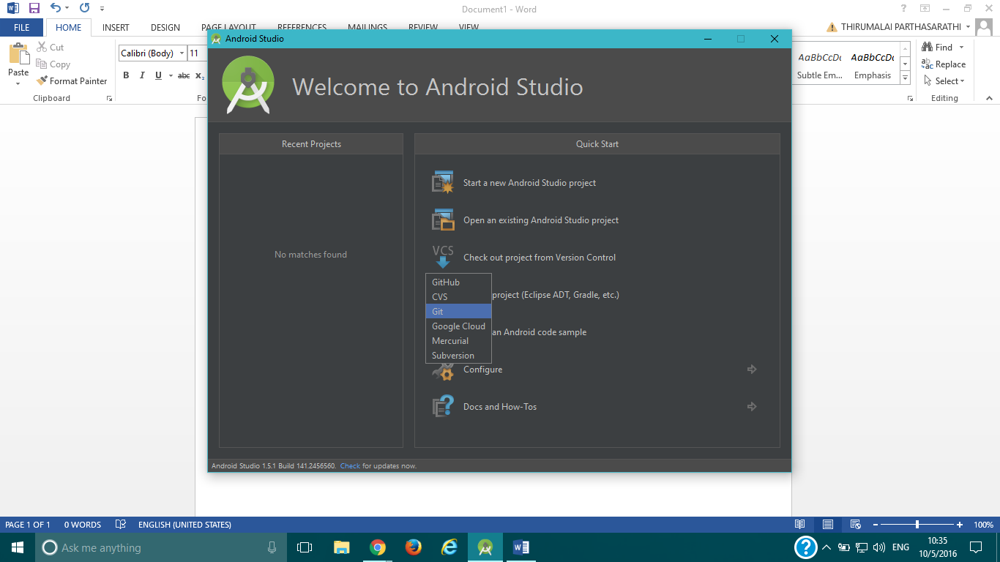 Document1 - Word
FILE HOME INSERT DESIGN PAGE LAYOUT REFERENCES MAILINGS REVIEW VIEW THIRUMALAI PARTHASARATHI
Paste
Cut
Copy
Format Painter
Clipboard
Calibri (Body) 11
B I U abc x₂
Fo
AaBbCcDc AaBbCcDc
Subtle Em... Emphasis
Find
Replace
Select
Editing
Android Studio
Welcome to Android Studio
Recent Projects
No matches found
Quick Start
Start a new Android Studio project
Open an existing Android Studio project
VCS
Check out project from Version Control
GitHub
CVS
Git
Google Cloud
Mercurial
Subversion
project (Eclipse ADT, Gradle, etc.)
an Android code sample
Configure
Docs and How-Tos
Android Studio 1.5.1 Build 141.2456560. Check for updates now.
PAGE 1 OF 1 0 WORDS ENGLISH (UNITED STATES) 100%
Ask me anything
ENG
10:35
10/5/2016